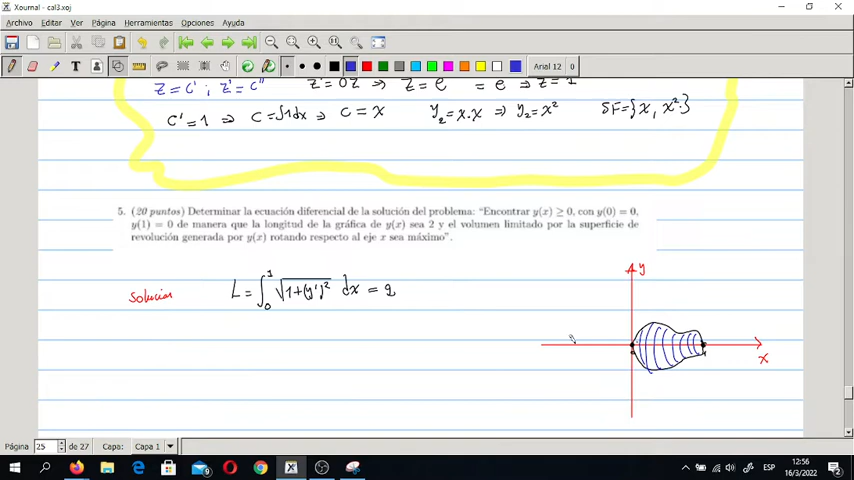 Xournal - cal3.xoj
Archivo Editar Ver Página Herramientas Opciones Ayuda
Arial 12 0
Z = C' ; Z' = C''
C' = 1 ⇒ C = ∫1dx ⇒ C = x y₂ = x.x ⇒ y₂ = x² SF = {x, x²}
5. (20 puntos) Determinar la ecuación diferencial de la solución del problema: "Encontrar y(x) ≥ 0, con y(0) = 0,
y(1) = 0 de manera que la longitud de la gráfica de y(x) sea 2 y el volumen limitado por la superficie de
revolución generada por y(x) rotando respecto al eje x sea máximo".
Solución
L = ∫₀¹ √1+(y')² dx = 2
y
x
Página 25 de 27 Capa: Capa 1
ESP
12:56
16/3/2022